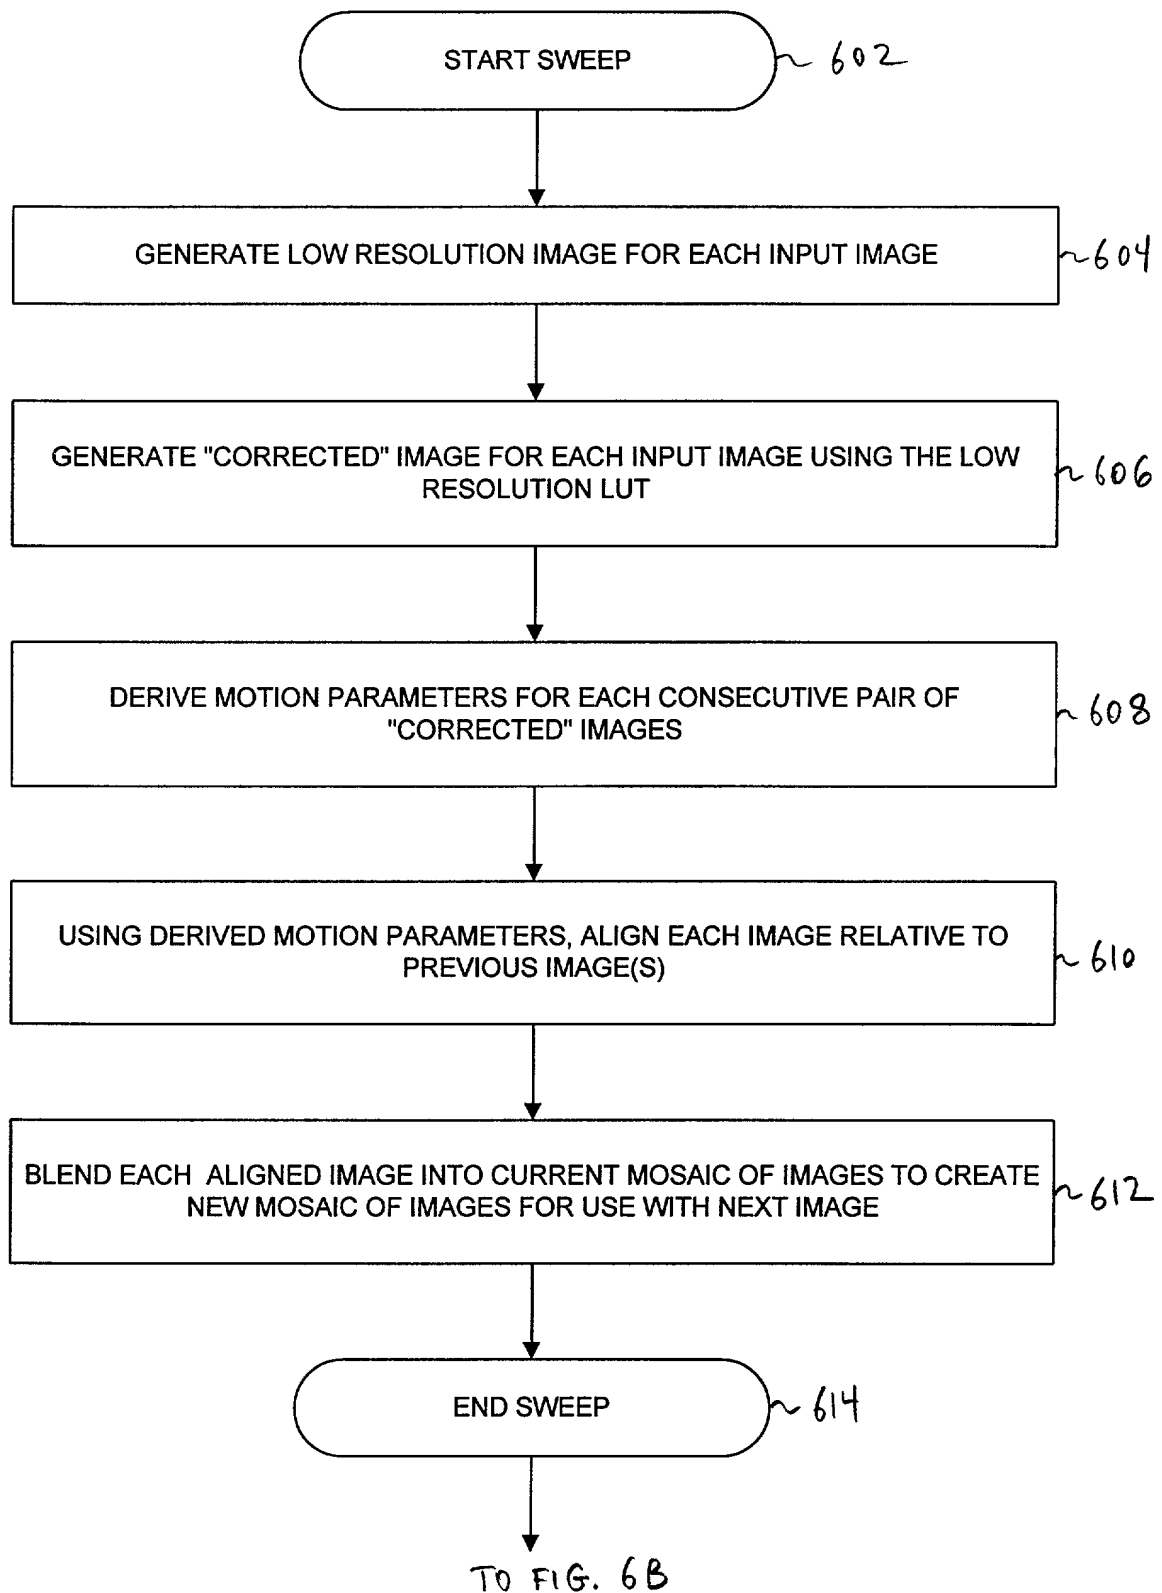 START SWEEP
602
GENERATE LOW RESOLUTION IMAGE FOR EACH INPUT IMAGE
604
GENERATE "CORRECTED" IMAGE FOR EACH INPUT IMAGE USING THE LOW
RESOLUTION LUT
606
DERIVE MOTION PARAMETERS FOR EACH CONSECUTIVE PAIR OF
"CORRECTED" IMAGES
608
USING DERIVED MOTION PARAMETERS, ALIGN EACH IMAGE RELATIVE TO
PREVIOUS IMAGE(S)
610
BLEND EACH ALIGNED IMAGE INTO CURRENT MOSAIC OF IMAGES TO CREATE
NEW MOSAIC OF IMAGES FOR USE WITH NEXT IMAGE
612
END SWEEP
614
TO FIG. 6B